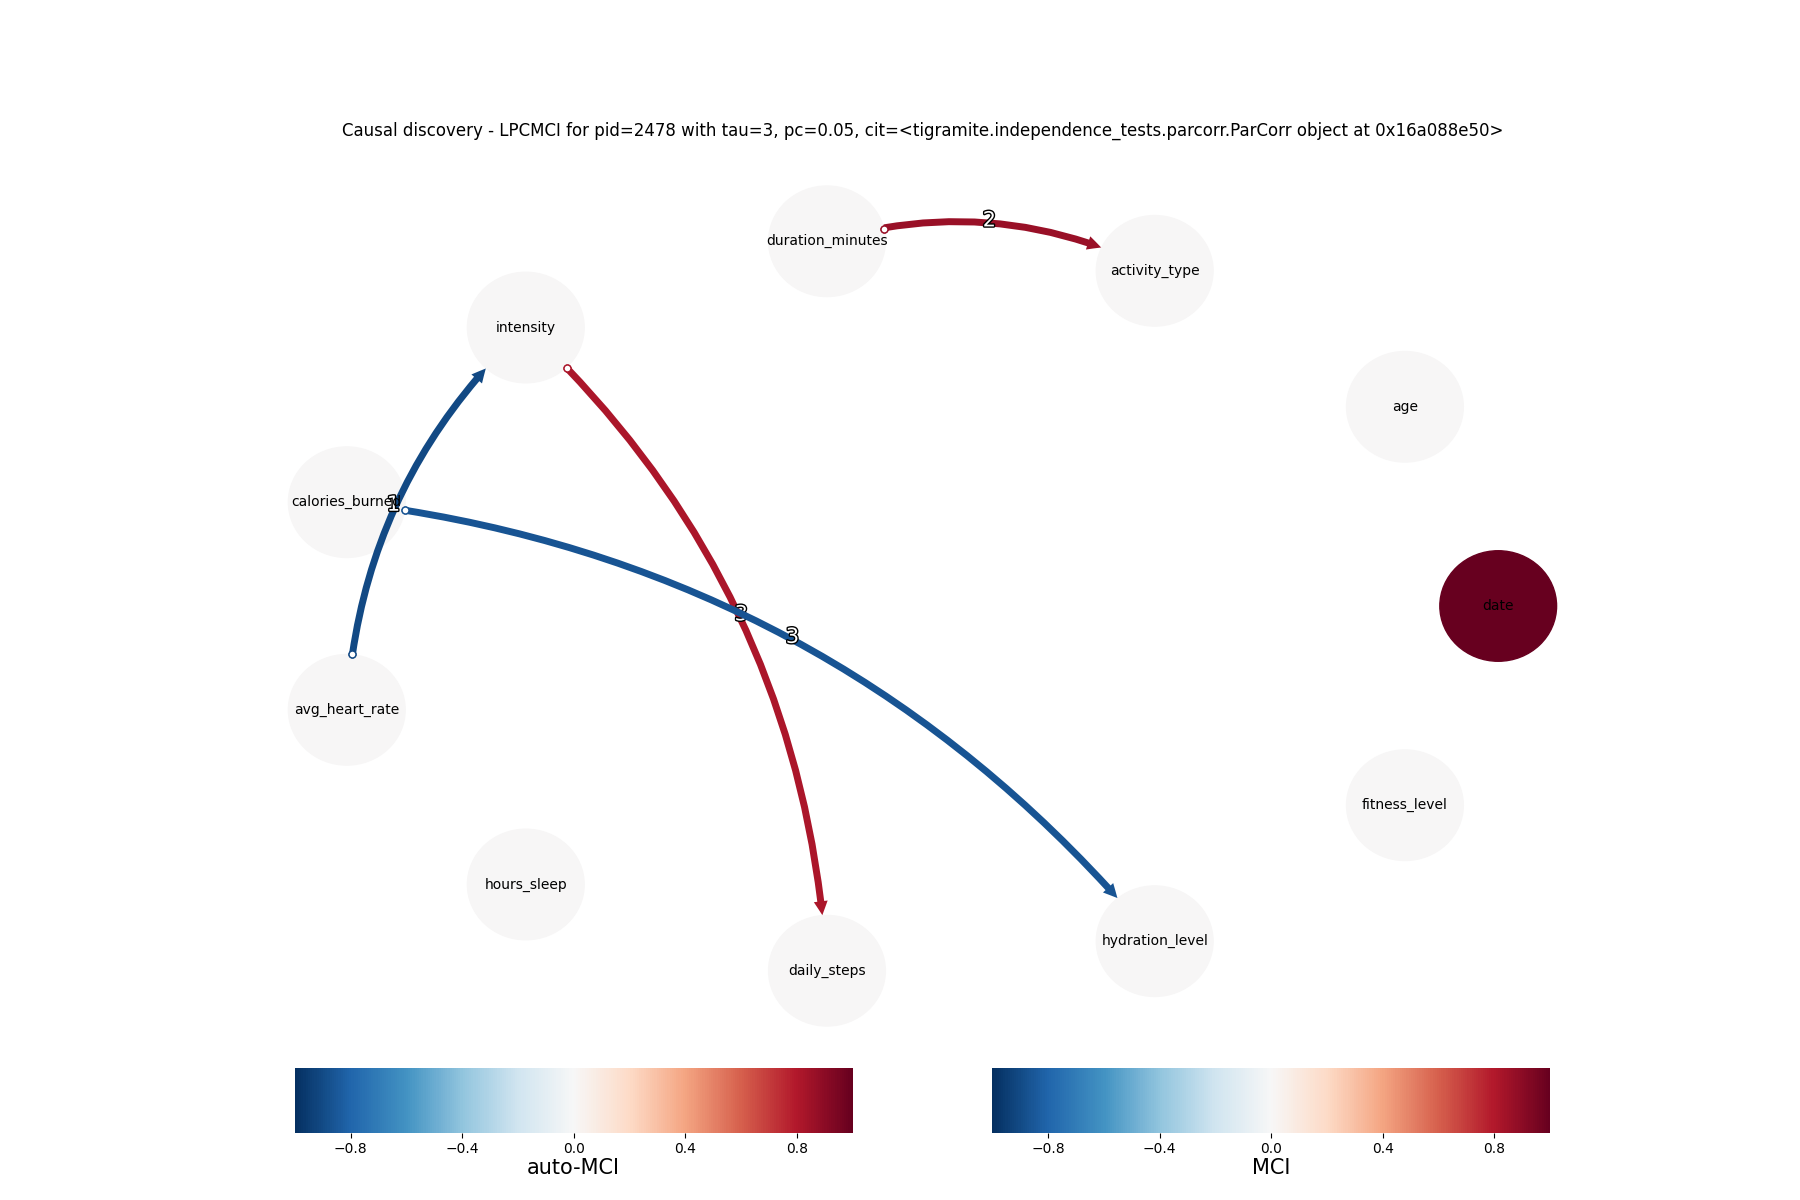 Causal discovery - LPCMCI for pid=2478 with tau=3, pc=0.05, cit=<tigramite.independence_tests.parcorr.ParCorr object at 0x16a088e50>
2
duration_minutes
activity_type
intensity
age
calories_burned
1
date
3
avg_heart_rate
fitness_level
hours_sleep
hydration_level
daily_steps
−0.8 −0.4 0.0 0.4 0.8
auto-MCI
−0.8 −0.4 0.0 0.4 0.8
MCI